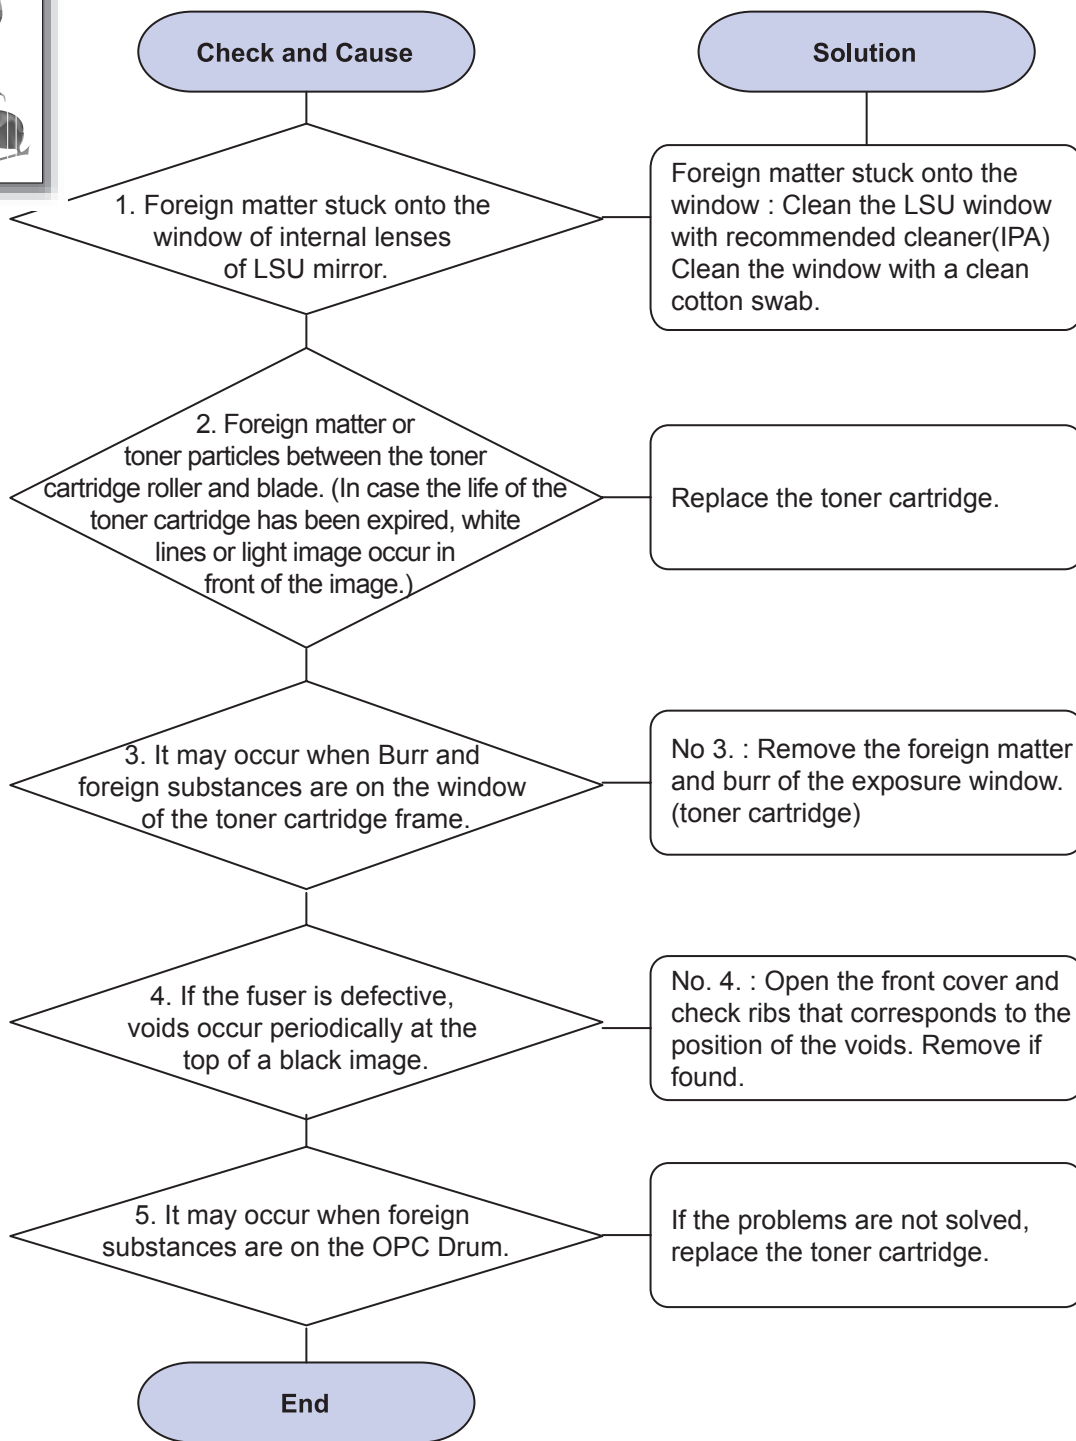 Check and Cause
Solution
1. Foreign matter stuck onto the
window of internal lenses
of LSU mirror.
Foreign matter stuck onto the
window : Clean the LSU window
with recommended cleaner(IPA)
Clean the window with a clean
cotton swab.
2. Foreign matter or
toner particles between the toner
cartridge roller and blade. (In case the life of the
toner cartridge has been expired, white
lines or light image occur in
front of the image.)
Replace the toner cartridge.
3. It may occur when Burr and
foreign substances are on the window
of the toner cartridge frame.
No 3. : Remove the foreign matter
and burr of the exposure window.
(toner cartridge)
4. If the fuser is defective,
voids occur periodically at the
top of a black image.
No. 4. : Open the front cover and
check ribs that corresponds to the
position of the voids. Remove if
found.
5. It may occur when foreign
substances are on the OPC Drum.
If the problems are not solved,
replace the toner cartridge.
End